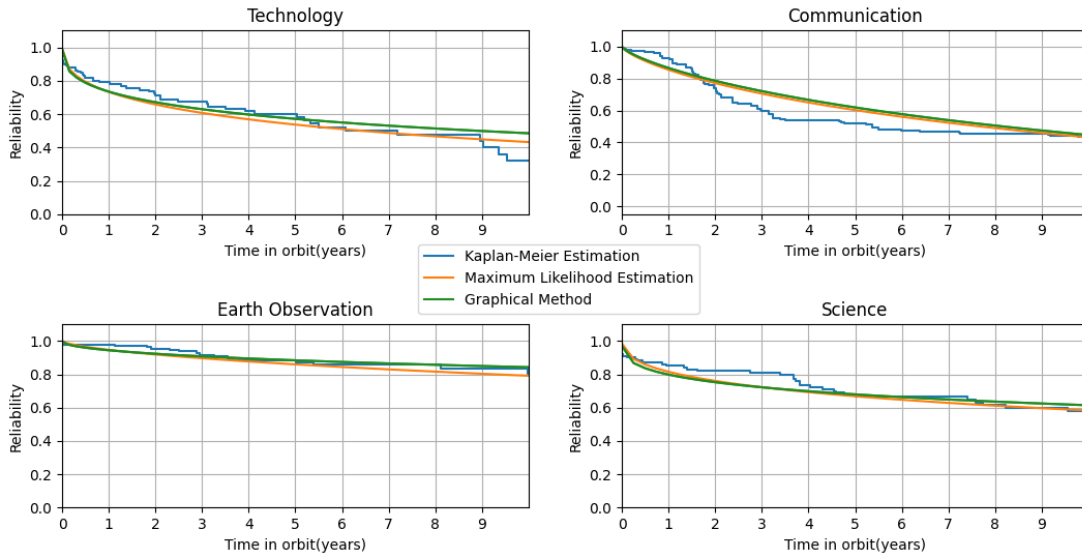 Technology
Communication
1.0
0.8
0.6
0.4
0.2
0.0
Reliability
0 1 2 3 4 5 6 7 8 9
Time in orbit(years)
1.0
0.8
0.6
0.4
0.2
0.0
Reliability
0 1 2 3 4 5 6 7 8 9
Time in orbit(years)
Kaplan-Meier Estimation
Maximum Likelihood Estimation
Graphical Method
Earth Observation
Science
1.0
0.8
0.6
0.4
0.2
0.0
Reliability
0 1 2 3 4 5 6 7 8 9
Time in orbit(years)
1.0
0.8
0.6
0.4
0.2
0.0
Reliability
0 1 2 3 4 5 6 7 8 9
Time in orbit(years)